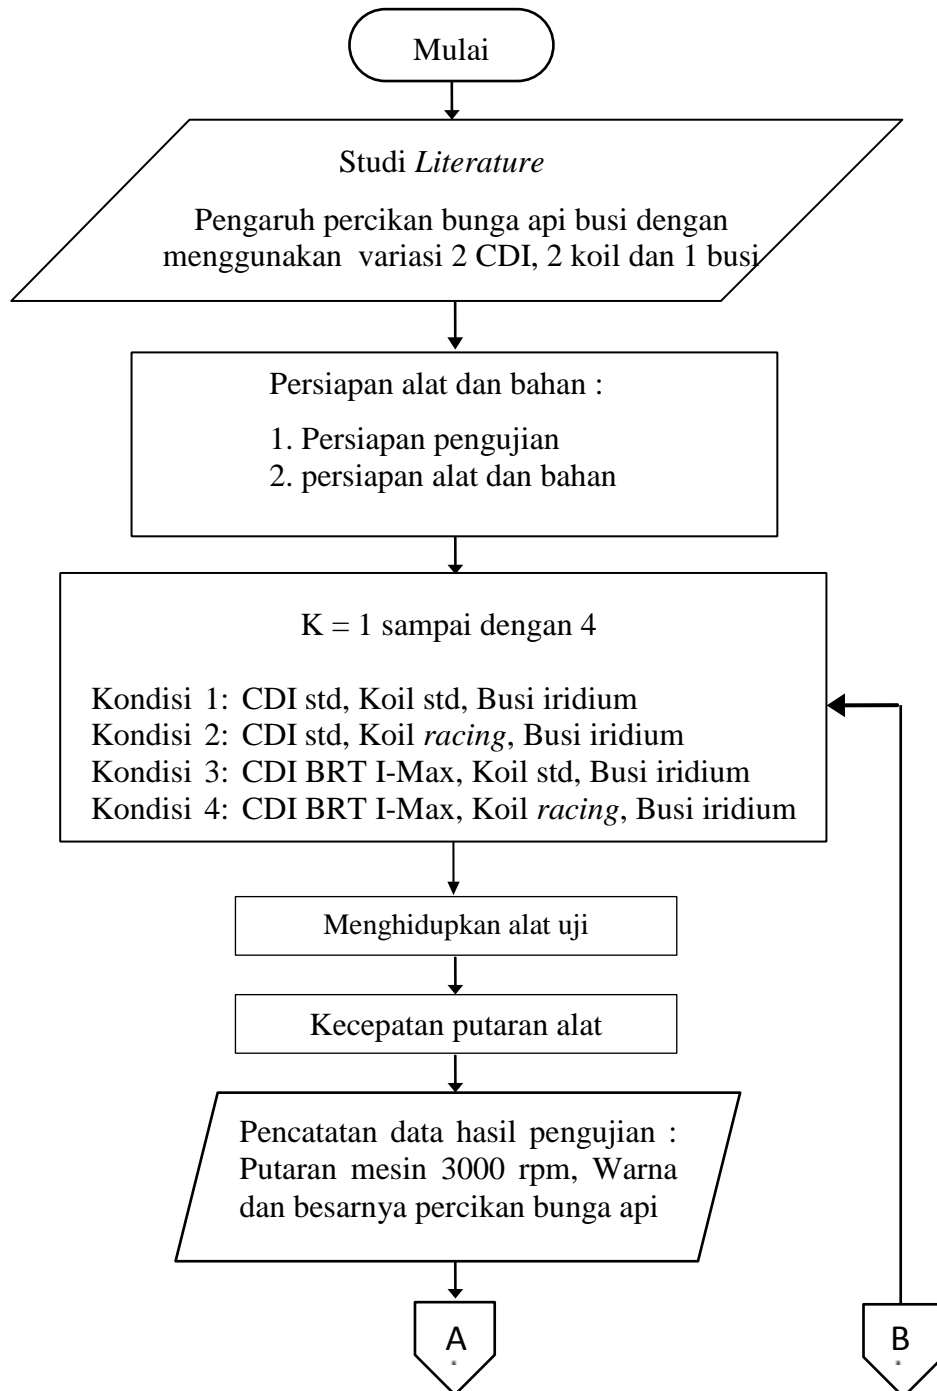 Mulai
Studi Literature
Pengaruh percikan bunga api busi dengan
menggunakan variasi 2 CDI, 2 koil dan 1 busi
Persiapan alat dan bahan :
1. Persiapan pengujian
2. persiapan alat dan bahan
K = 1 sampai dengan 4
Kondisi 1: CDI std, Koil std, Busi iridium
Kondisi 2: CDI std, Koil racing, Busi iridium
Kondisi 3: CDI BRT I-Max, Koil std, Busi iridium
Kondisi 4: CDI BRT I-Max, Koil racing, Busi iridium
Menghidupkan alat uji
Kecepatan putaran alat
Pencatatan data hasil pengujian :
Putaran mesin 3000 rpm, Warna
dan besarnya percikan bunga api
A
B